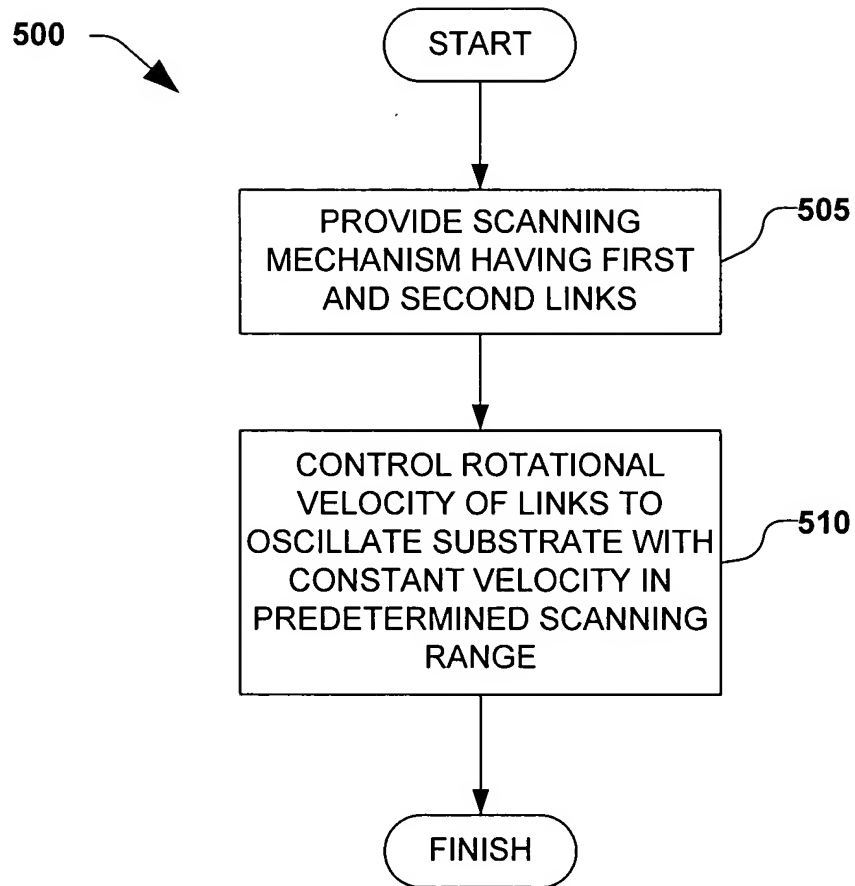 500
START
PROVIDE SCANNING
MECHANISM HAVING FIRST
AND SECOND LINKS
505
CONTROL ROTATIONAL
VELOCITY OF LINKS TO
OSCILLATE SUBSTRATE WITH
CONSTANT VELOCITY IN
PREDETERMINED SCANNING
RANGE
510
FINISH